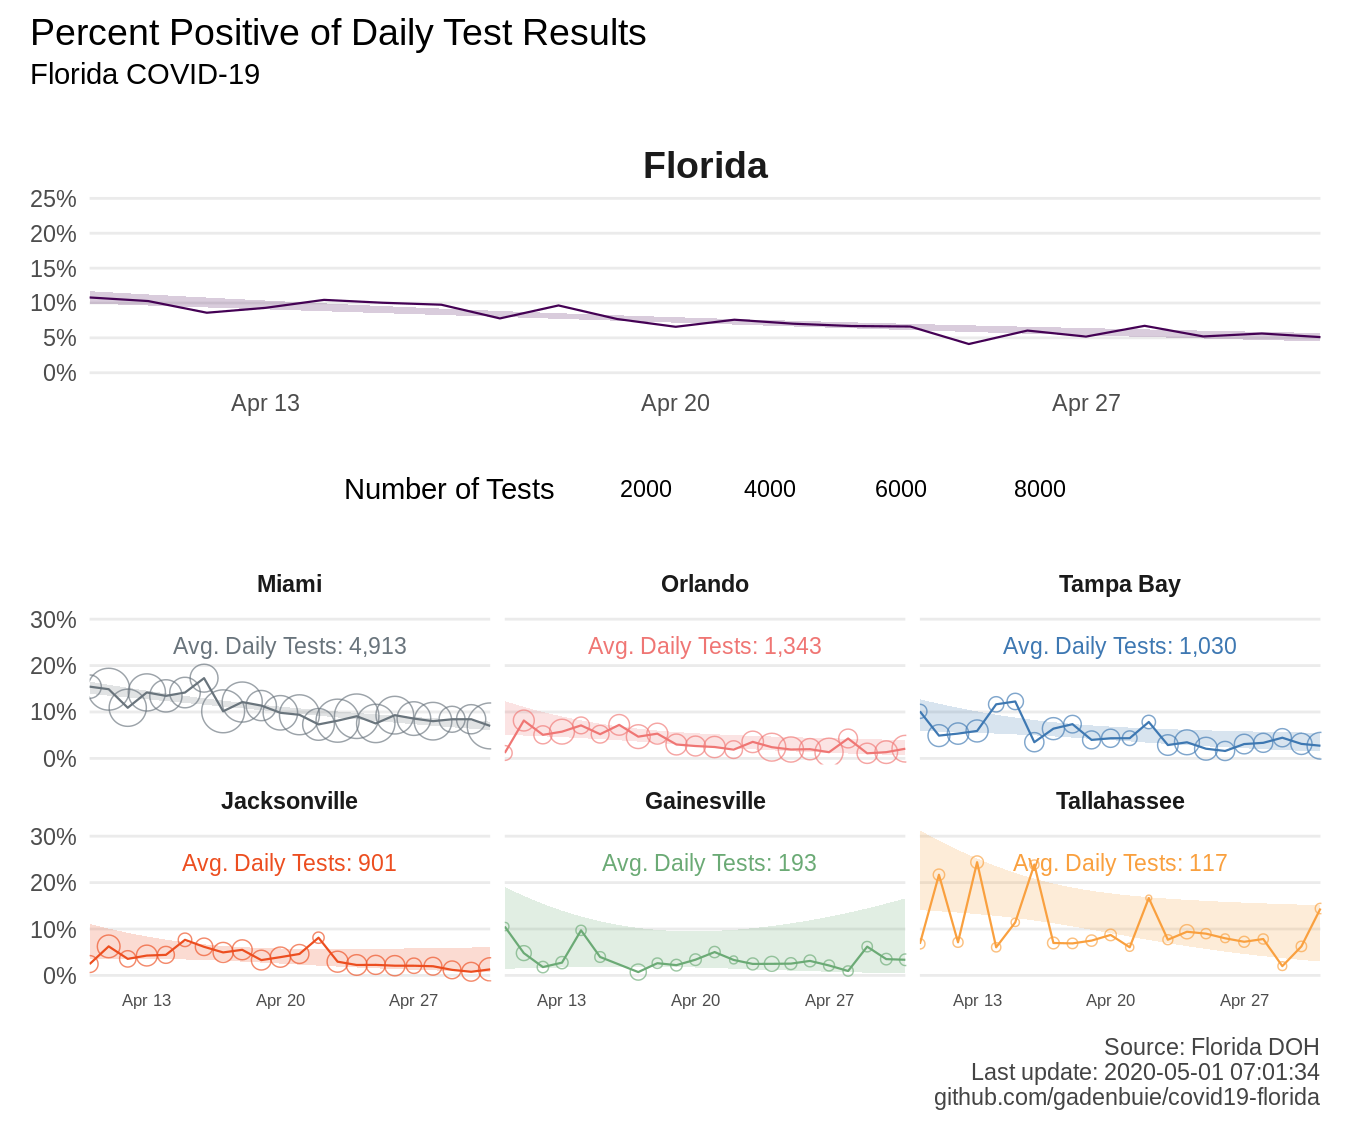 Percent Positive of Daily Test Results
Florida COVID-19
Florida
25%
20%
15%
10%
5%
0%
Apr 13 Apr 20 Apr 27
Number of Tests 2000 4000 6000 8000
Miami Orlando Tampa Bay
30%
Avg. Daily Tests: 4,913 Avg. Daily Tests: 1,343 Avg. Daily Tests: 1,030
20%
10%
0%
Jacksonville Gainesville Tallahassee
30%
Avg. Daily Tests: 901 Avg. Daily Tests: 193 Avg. Daily Tests: 117
20%
10%
0%
Apr 13 Apr 20 Apr 27 Apr 13 Apr 20 Apr 27 Apr 13 Apr 20 Apr 27
Source: Florida DOH
Last update: 2020-05-01 07:01:34
github.com/gadenbuie/covid19-florida